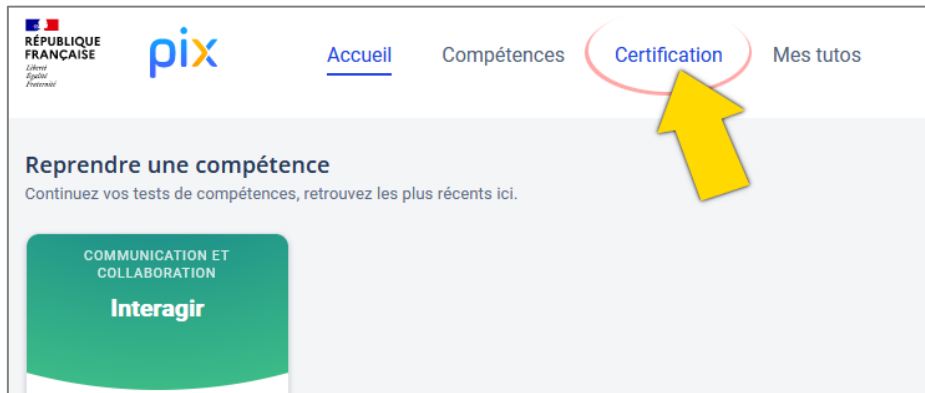 RÉPUBLIQUE
FRANÇAISE
Liberté
Égalité
Fraternité
pix
Accueil
Compétences
Certification
Mes tutos
Reprendre une compétence
Continuez vos tests de compétences, retrouvez les plus récents ici.
COMMUNICATION ET
COLLABORATION
Interagir